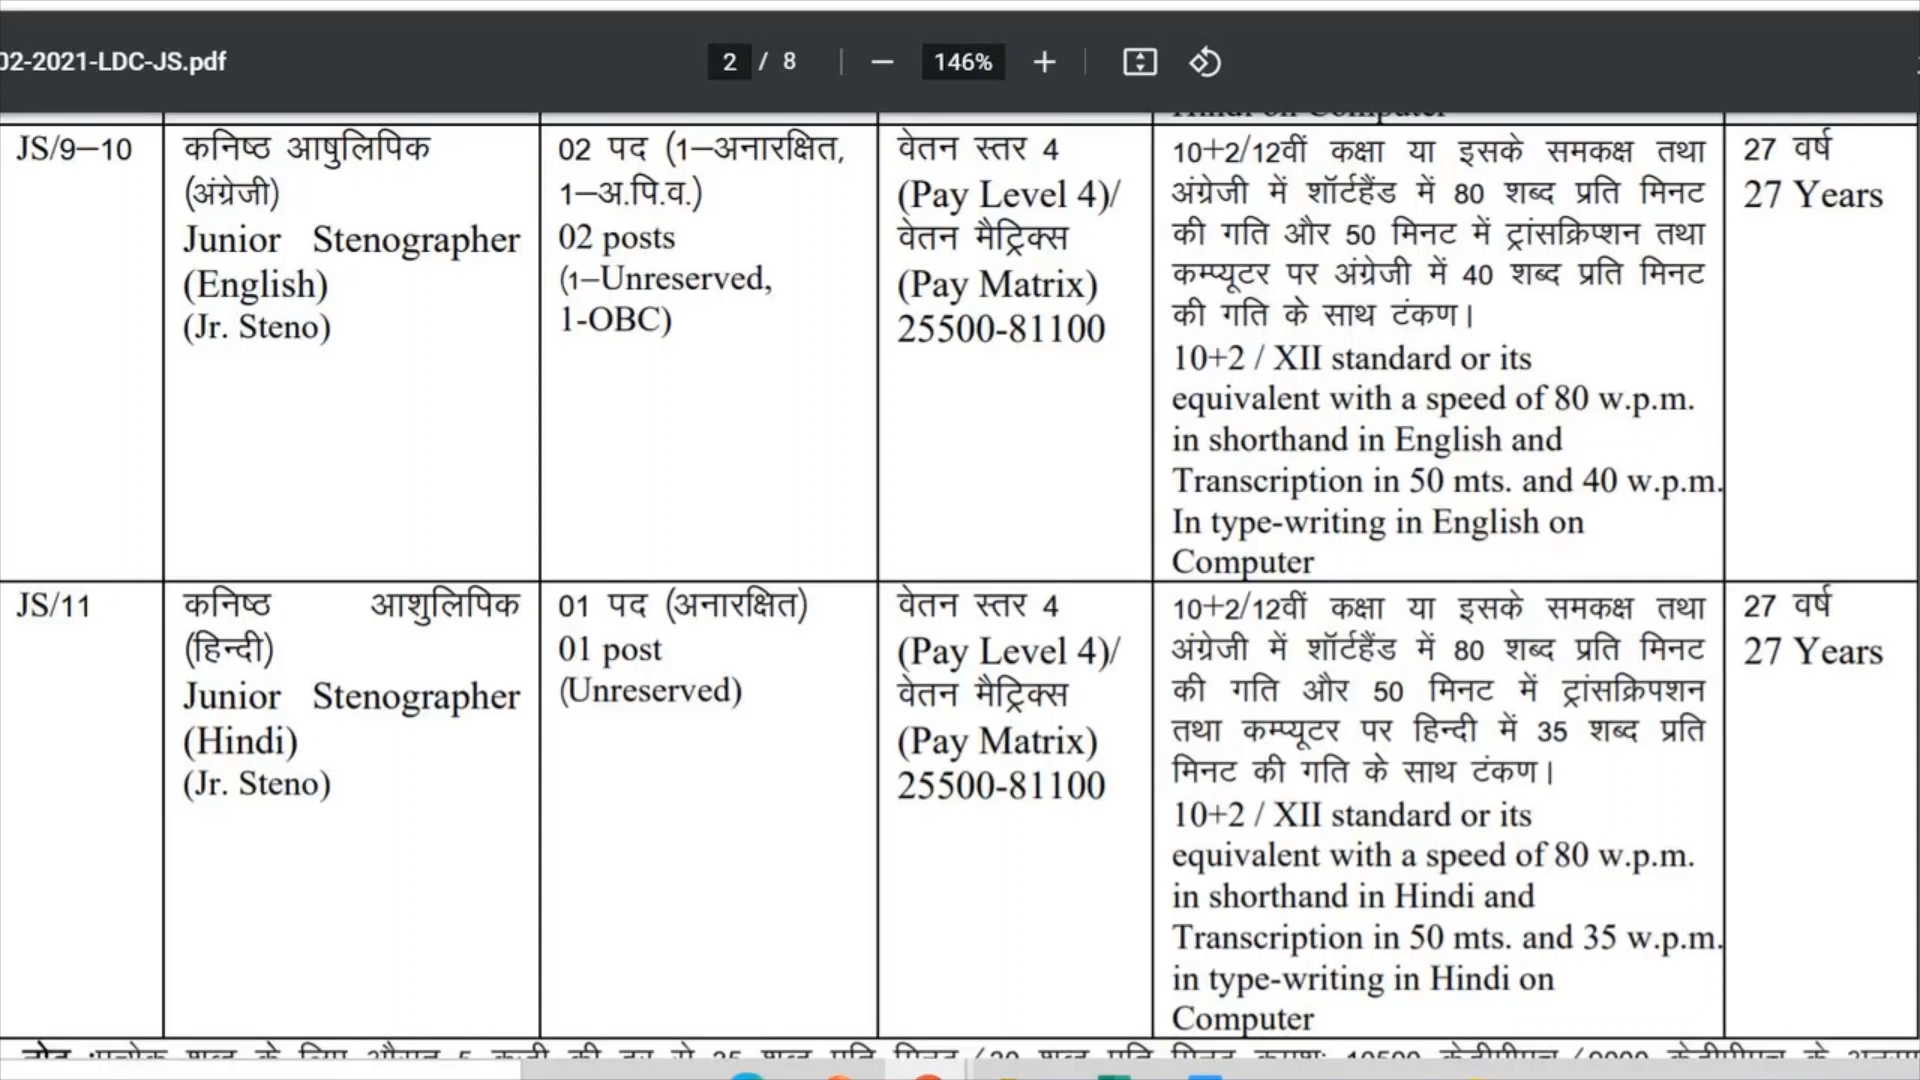 02-2021-LDC-JS.pdf
2 / 8
146%
JS/9–10
कनिष्ठ आषुलिपिक
(अंग्रेजी)
Junior Stenographer
(English)
(Jr. Steno)
02 पद (1–अनारक्षित,
1–अ.पि.व.)
02 posts
(1–Unreserved,
1-OBC)
वेतन स्तर 4
(Pay Level 4)/
वेतन मैट्रिक्स
(Pay Matrix)
25500-81100
10+2/12वीं कक्षा या इसके समकक्ष तथा
अंग्रेजी में शॉर्टहैंड में 80 शब्द प्रति मिनट
की गति और 50 मिनट में ट्रांसक्रिप्शन तथा
कम्प्यूटर पर अंग्रेजी में 40 शब्द प्रति मिनट
की गति के साथ टंकण।
10+2 / XII standard or its
equivalent with a speed of 80 w.p.m.
in shorthand in English and
Transcription in 50 mts. and 40 w.p.m.
In type-writing in English on
Computer
27 वर्ष
27 Years
JS/11
कनिष्ठ आशुलिपिक
(हिन्दी)
Junior Stenographer
(Hindi)
(Jr. Steno)
01 पद (अनारक्षित)
01 post
(Unreserved)
वेतन स्तर 4
(Pay Level 4)/
वेतन मैट्रिक्स
(Pay Matrix)
25500-81100
10+2/12वीं कक्षा या इसके समकक्ष तथा
अंग्रेजी में शॉर्टहैंड में 80 शब्द प्रति मिनट
की गति और 50 मिनट में ट्रांसक्रिपशन
तथा कम्प्यूटर पर हिन्दी में 35 शब्द प्रति
मिनट की गति के साथ टंकण।
10+2 / XII standard or its
equivalent with a speed of 80 w.p.m.
in shorthand in Hindi and
Transcription in 50 mts. and 35 w.p.m.
in type-writing in Hindi on
Computer
27 वर्ष
27 Years